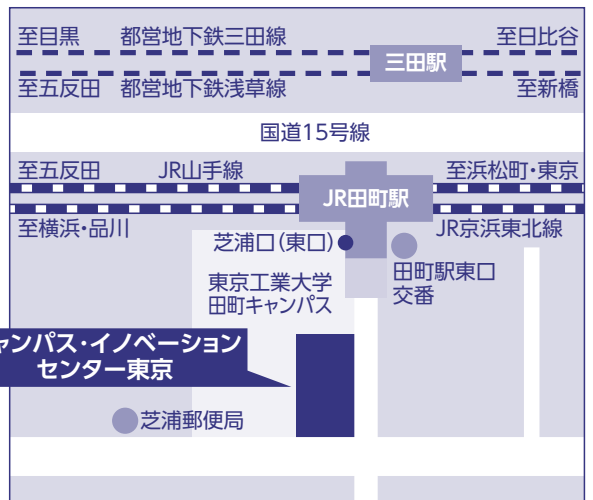 至目黒 都営地下鉄三田線 至日比谷
三田駅
至五反田 都営地下鉄浅草線 至新橋
国道15号線
至五反田 JR山手線 至浜松町・東京
JR田町駅
至横浜・品川 JR京浜東北線
芝浦口(東口)
田町駅東口
交番
東京工業大学
田町キャンパス
ャンパス・イノベーション
センター東京
芝浦郵便局